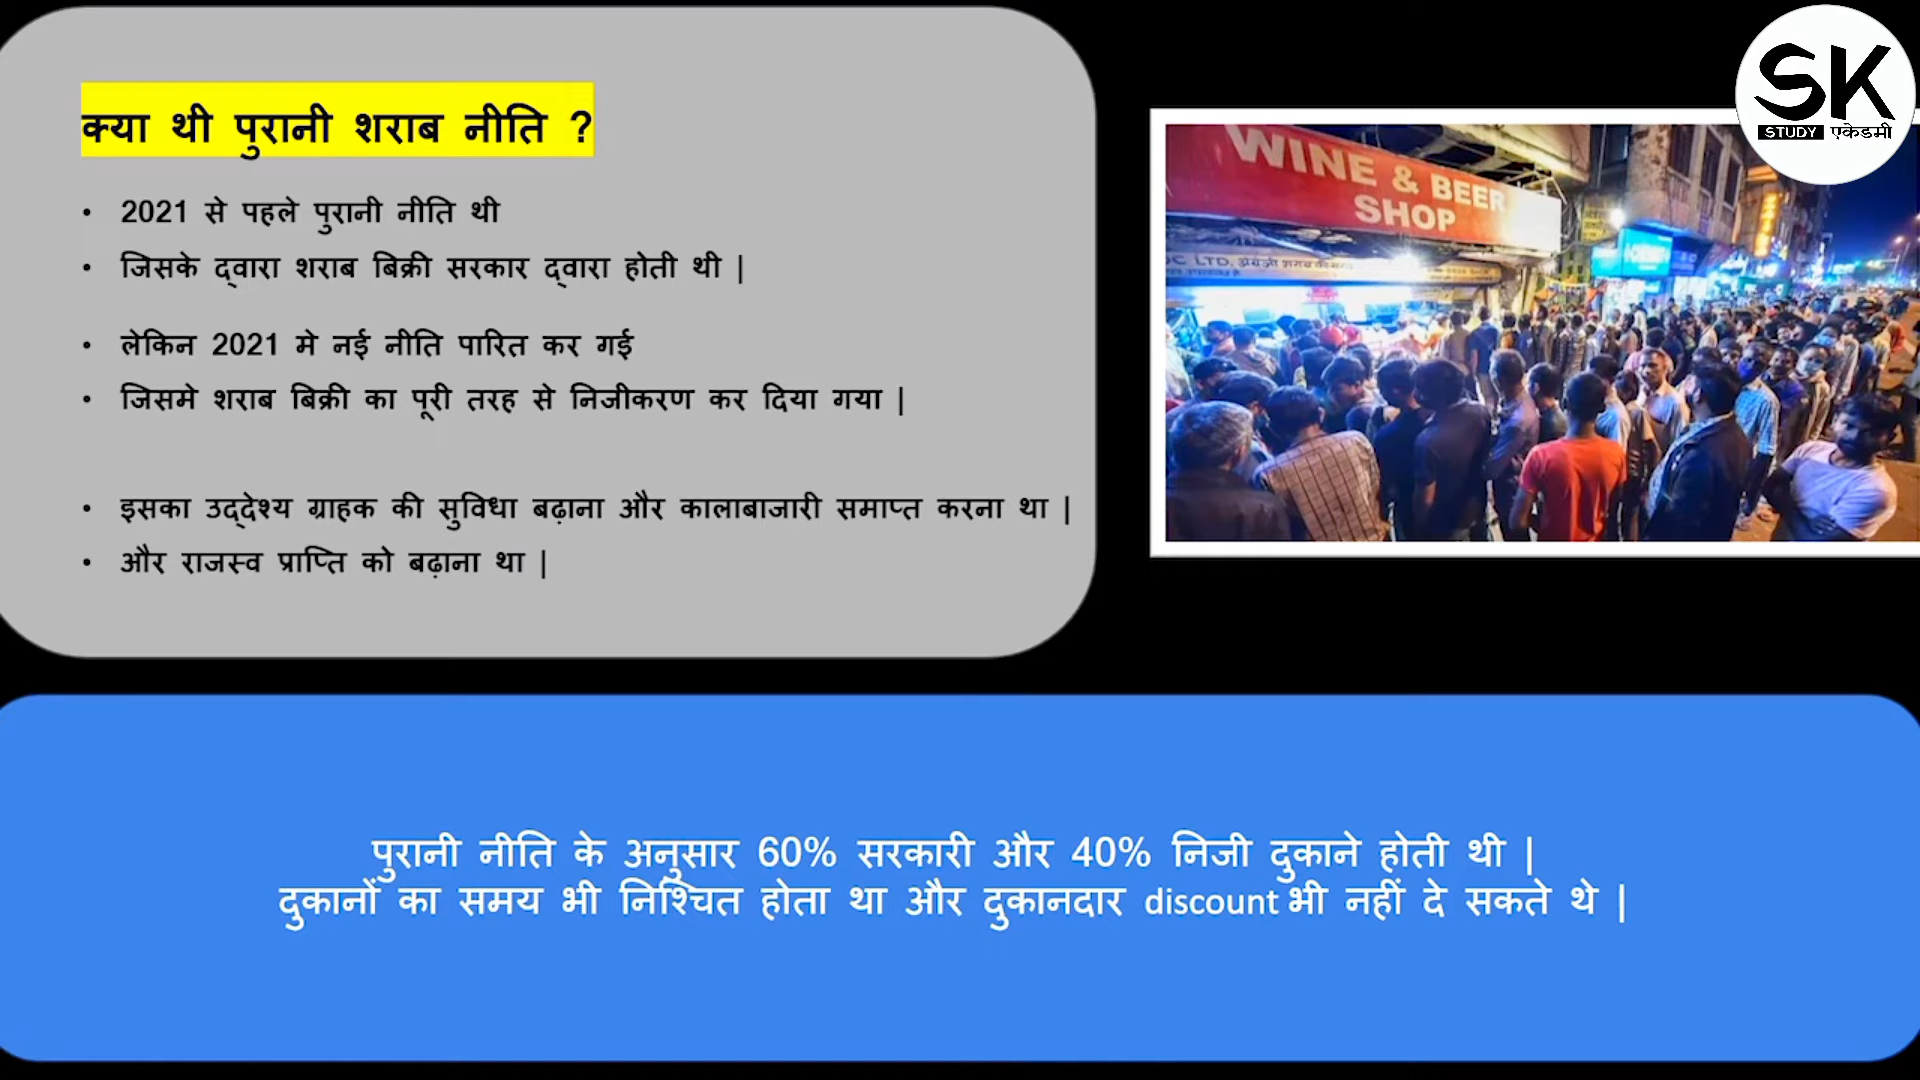 क्या थी पुरानी शराब नीति ?
• 2021 से पहले पुरानी नीति थी
• जिसके द्वारा शराब बिक्री सरकार द्वारा होती थी |
• लेकिन 2021 मे नई नीति पारित कर गई
• जिसमे शराब बिक्री का पूरी तरह से निजीकरण कर दिया गया |
• इसका उद्देश्य ग्राहक की सुविधा बढ़ाना और कालाबाजारी समाप्त करना था |
• और राजस्व प्राप्ति को बढ़ाना था |
SK
STUDY एकेडमी
WINE & BEER
SHOP
LTD. अंग्रेजी शराब
पुरानी नीति के अनुसार 60% सरकारी और 40% निजी दुकाने होती थी |
दुकानों का समय भी निश्चित होता था और दुकानदार discount भी नहीं दे सकते थे |